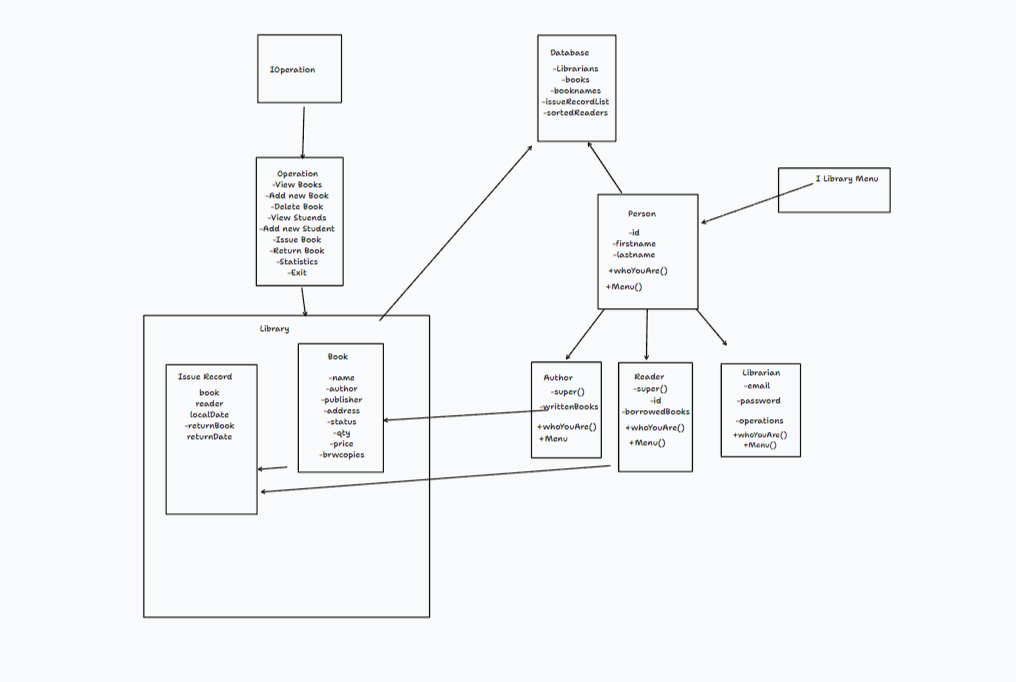 IOperation
Database
-Librarians
-books
-booknames
-issueRecordList
-sortedReaders
Operation
-View Books
-Add new Book
-Delete Book
-View Stuends
-Add new Student
-Issue Book
-Return Book
-Statistics
-Exit
I Library Menu
Person
-id
-firstname
-lastname
+whoYouAre()
+Menu()
Library
Issue Record
book
reader
localDate
-returnBook
returnDate
Book
-name
-author
-publisher
-address
-status
-qty
-price
-brwcopies
Author
-super()
-writtenBooks
+whoYouAre()
+Menu
Reader
-super()
-id
-borrowedBooks
+whoYouAre()
+Menu()
Librarian
-email
-password
-operations
+whoYouAre()
+Menu()